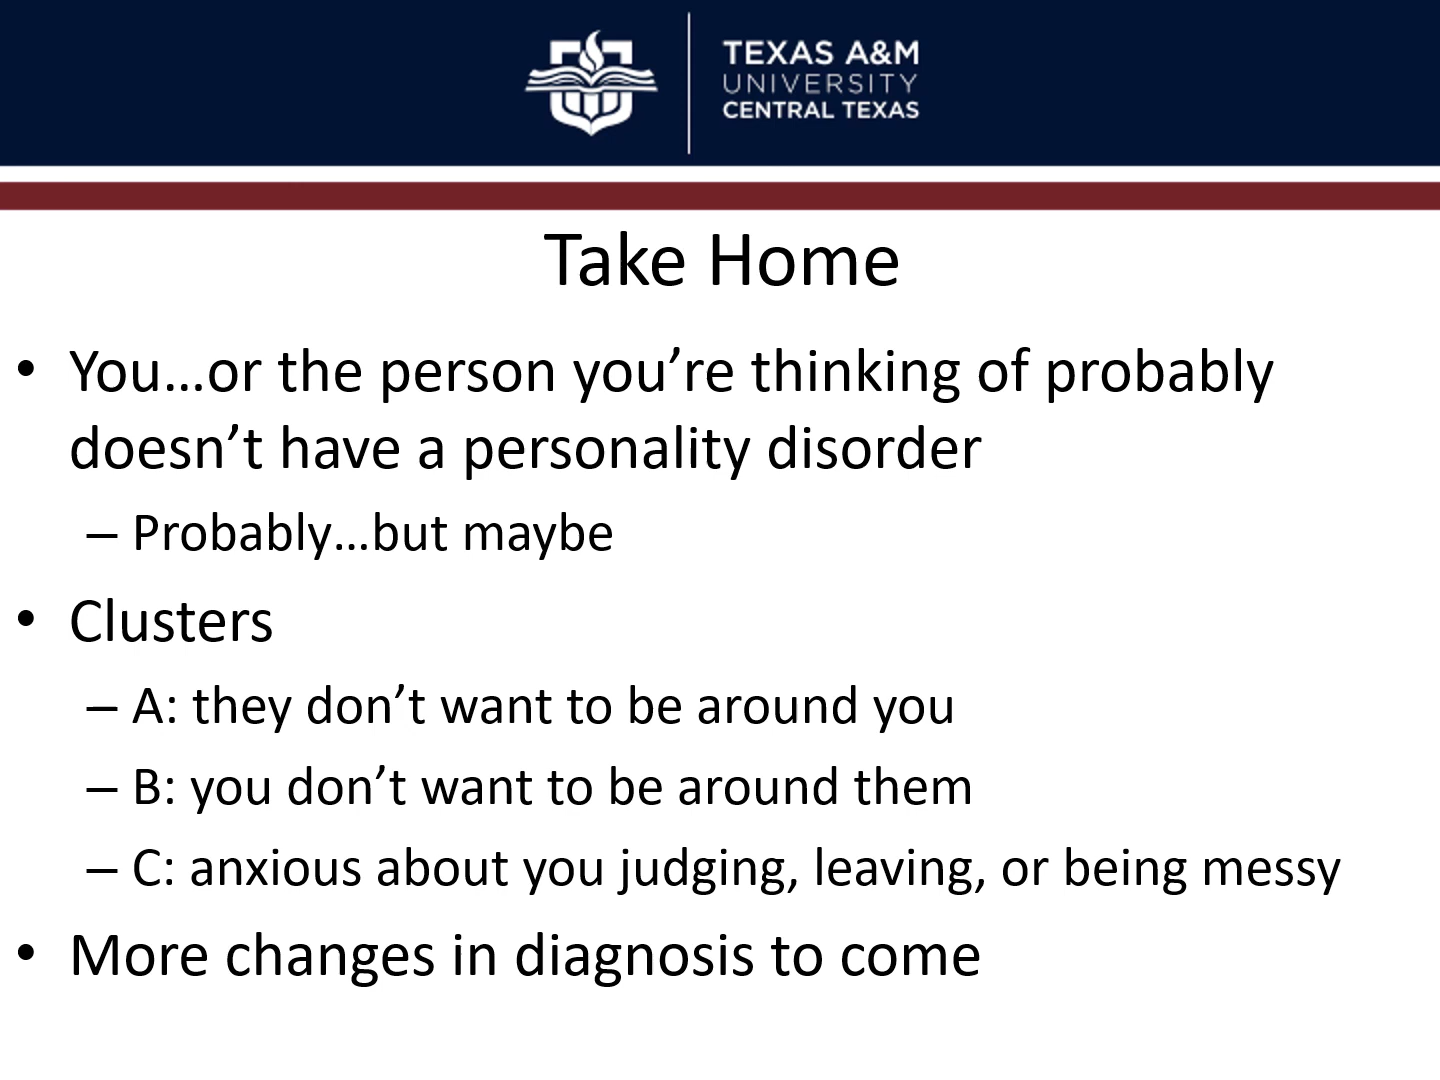 TEXAS A&M
UNIVERSITY
CENTRAL TEXAS
Take Home
• You…or the person you’re thinking of probably
doesn’t have a personality disorder
– Probably…but maybe
• Clusters
– A: they don’t want to be around you
– B: you don’t want to be around them
– C: anxious about you judging, leaving, or being messy
• More changes in diagnosis to come